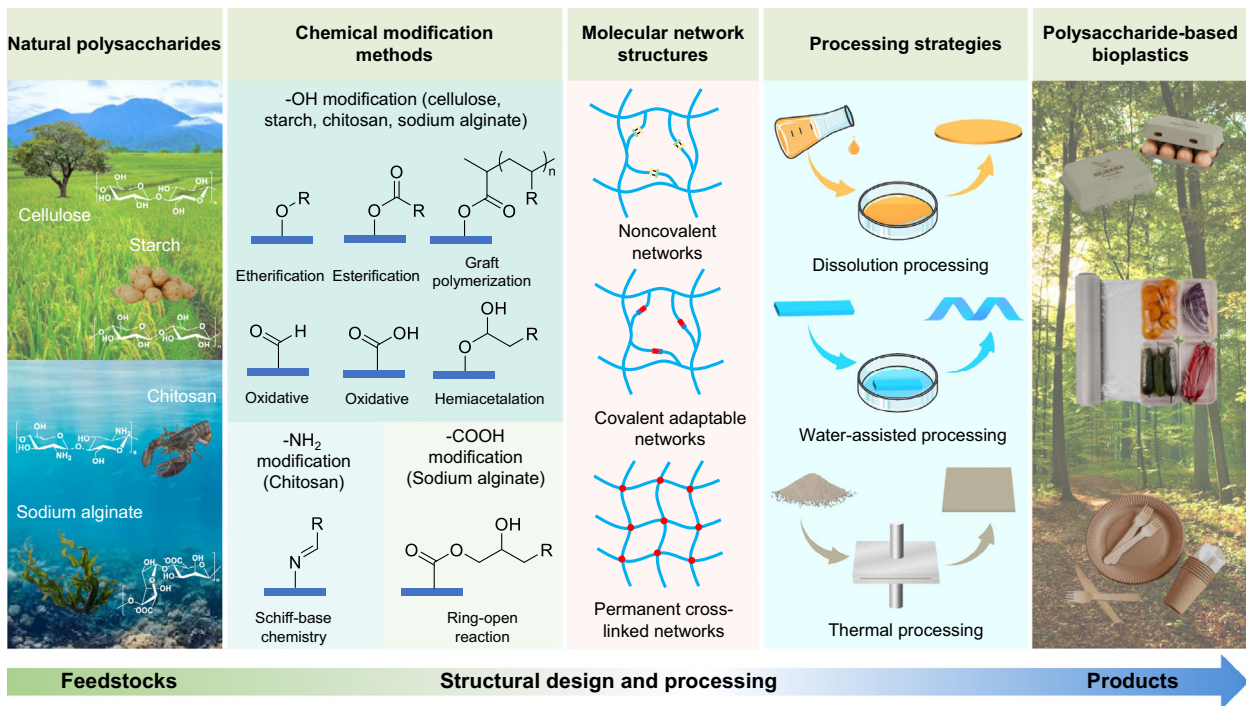 Natural polysaccharides
Chemical modification
methods
Molecular network
structures
Processing strategies
Polysaccharide-based
bioplastics
Cellulose
Starch
Chitosan
Sodium alginate
-OH modification (cellulose,
starch, chitosan, sodium alginate)
Etherification
Esterification
Graft
polymerization
Oxidative
Oxidative
Hemiacetalation
-NH₂
modification
(Chitosan)
Schiff-base
chemistry
-COOH
modification
(Sodium alginate)
Ring-open
reaction
Noncovalent
networks
Covalent adaptable
networks
Permanent cross-
linked networks
Dissolution processing
Water-assisted processing
Thermal processing
Feedstocks
Structural design and processing
Products